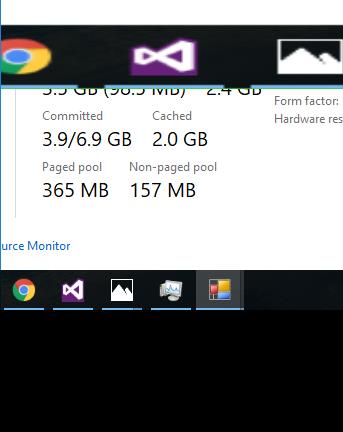 3.5 GB (98.5 MB) 2.4 GB
Form factor:
Hardware res
Committed Cached
3.9/6.9 GB 2.0 GB
Paged pool Non-paged pool
365 MB 157 MB
urce Monitor